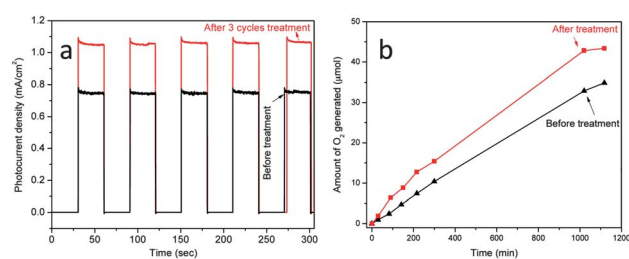 a
After 3 cycles treatment
Before treatment
Photocurrent density (mA/cm²)
1.2
1.0
0.8
0.6
0.4
0.2
0.0
0 50 100 150 200 250 300
Time (sec)
b
After treatment
Before treatment
Amount of O₂ generated (μmol)
50
40
30
20
10
0
0 200 400 600 800 1000 1200
Time (min)